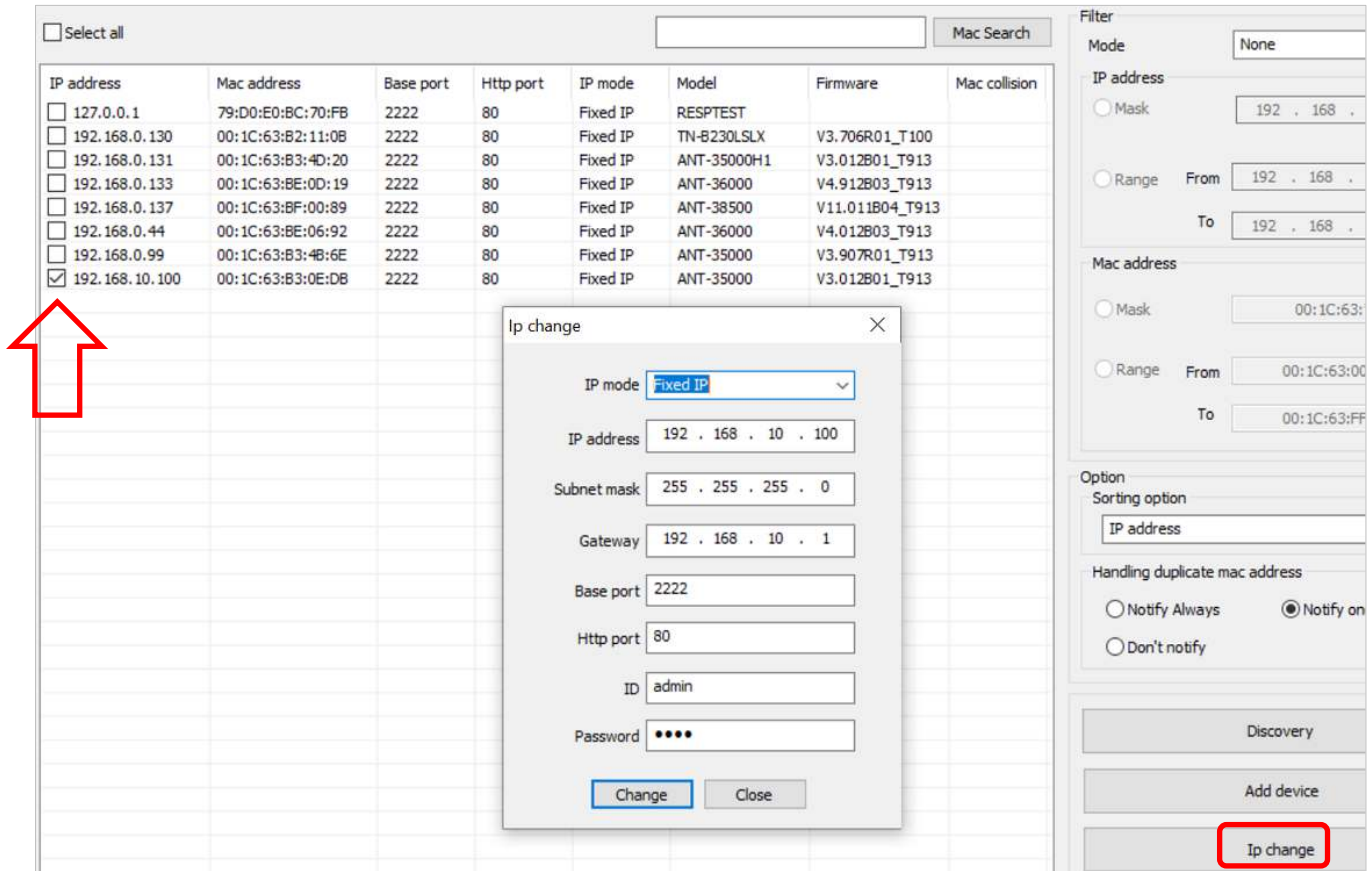 Select all
Mac Search
IP address Mac address Base port Http port IP mode Model Firmware Mac collision
127.0.0.1 79:D0:E0:BC:70:FB 2222 80 Fixed IP RESPTEST
192.168.0.130 00:1C:63:B2:11:0B 2222 80 Fixed IP TN-B230LSLX V3.706R01_T100
192.168.0.131 00:1C:63:B3:4D:20 2222 80 Fixed IP ANT-35000H1 V3.012B01_T913
192.168.0.133 00:1C:63:BE:0D:19 2222 80 Fixed IP ANT-36000 V4.912B03_T913
192.168.0.137 00:1C:63:BF:00:89 2222 80 Fixed IP ANT-38500 V11.011B04_T913
192.168.0.44 00:1C:63:BE:06:92 2222 80 Fixed IP ANT-36000 V4.012B03_T913
192.168.0.99 00:1C:63:B3:4B:6E 2222 80 Fixed IP ANT-35000 V3.907R01_T913
192.168.10.100 00:1C:63:B3:0E:DB 2222 80 Fixed IP ANT-35000 V3.012B01_T913
Ip change
IP mode Fixed IP
IP address 192 . 168 . 10 . 100
Subnet mask 255 . 255 . 255 . 0
Gateway 192 . 168 . 10 . 1
Base port 2222
Http port 80
ID admin
Password ••••
Change Close
Filter
Mode None
IP address
Mask 192 . 168 .
Range From 192 . 168 .
To 192 . 168 .
Mac address
Mask 00:1C:63:
Range From 00:1C:63:00
To 00:1C:63:FF
Option
Sorting option
IP address
Handling duplicate mac address
Notify Always Notify on
Don't notify
Discovery
Add device
Ip change